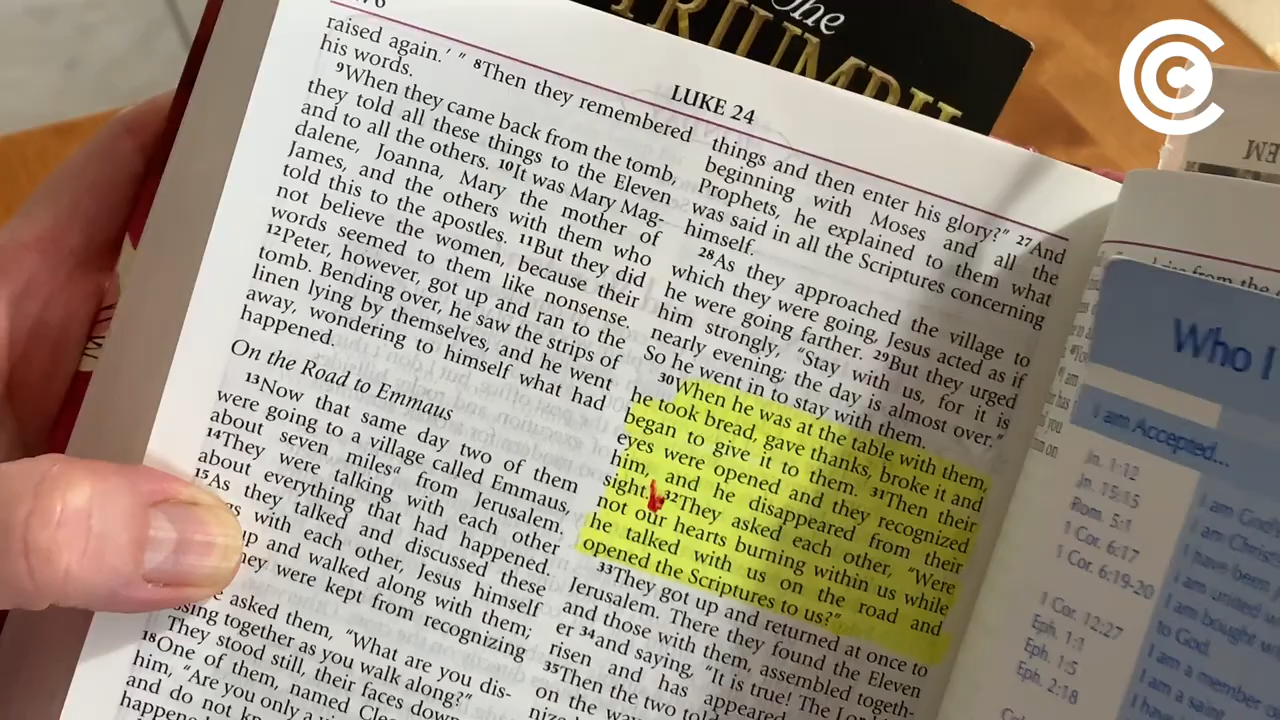 The
TRIUMPH
LUKE 24
raised again.’ ” 8Then they remembered
his words.
9When they came back from the tomb,
they told all these things to the Eleven
and to all the others. 10It was Mary Mag-
dalene, Joanna, Mary the mother of
James, and the others with them who
told this to the apostles. 11But they did
not believe the women, because their
words seemed to them like nonsense.
12Peter, however, got up and ran to the
tomb. Bending over, he saw the strips of
linen lying by themselves, and he went
away, wondering to himself what had
happened.
On the Road to Emmaus
13Now that same day two of them
were going to a village called Emmaus,
about seven milesa from Jerusalem.
14They were talking with each other
about everything that had happened.
15As they talked and discussed these
with each other, Jesus himself
up and walked along with them;
they were kept from recognizing
asked them, “What are you dis-
together as you walk along?”
They stood still, their faces down
18One of them, named
him, “Are you only a
and do not
things and then enter his glory?” 27And
beginning with Moses and all the
Prophets, he explained to them what
was said in all the Scriptures concerning
himself.
28As they approached the village to
which they were going, Jesus acted as if
he were going farther. 29But they urged
him strongly, “Stay with us, for it is
nearly evening; the day is almost over.”
So he went in to stay with them.
30When he was at the table with them,
he took bread, gave thanks, broke it and
began to give it to them. 31Then their
eyes were opened and they recognized
him, and he disappeared from their
sight. 32They asked each other, “Were
not our hearts burning within us while
he talked with us on the road and
opened the Scriptures to us?”
33They got up and returned at once to
Jerusalem. There they found the Eleven
and those with them, assembled togeth-
er 34and saying, “It is true! The
risen and has appeared
35Then the two told
on the way
Who I
I am Accepted...
Jn. 1:12
Jn. 15:15
Rom. 5:1
1 Cor. 6:17
1 Cor. 6:19-20
1 Cor. 12:27
Eph. 1:1
Eph. 1:5
Eph. 2:18
I am God
I am Christ
I have been
I am united
I am bought
to God.
I am a member
I am a saint